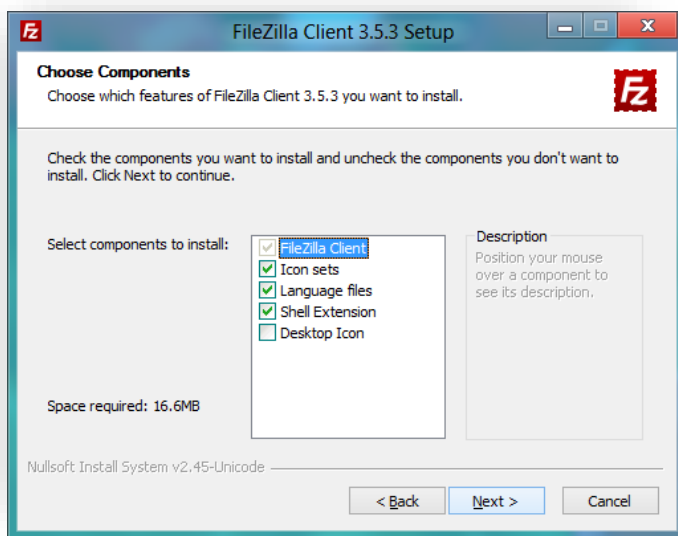 FileZilla Client 3.5.3 Setup
Choose Components
Choose which features of FileZilla Client 3.5.3 you want to install.
Check the components you want to install and uncheck the components you don't want to
install. Click Next to continue.
Select components to install:
FileZilla Client
Icon sets
Language files
Shell Extension
Desktop Icon
Description
Position your mouse
over a component to
see its description.
Space required: 16.6MB
Nullsoft Install System v2.45-Unicode
< Back
Next >
Cancel